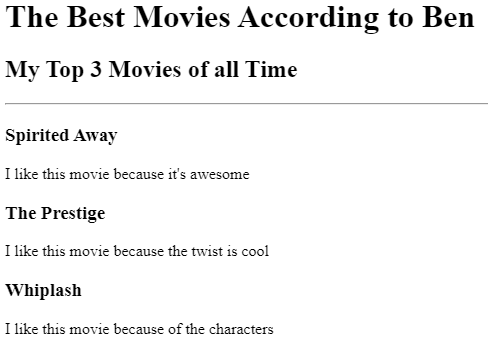 The Best Movies According to Ben
My Top 3 Movies of all Time
Spirited Away
I like this movie because it's awesome
The Prestige
I like this movie because the twist is cool
Whiplash
I like this movie because of the characters